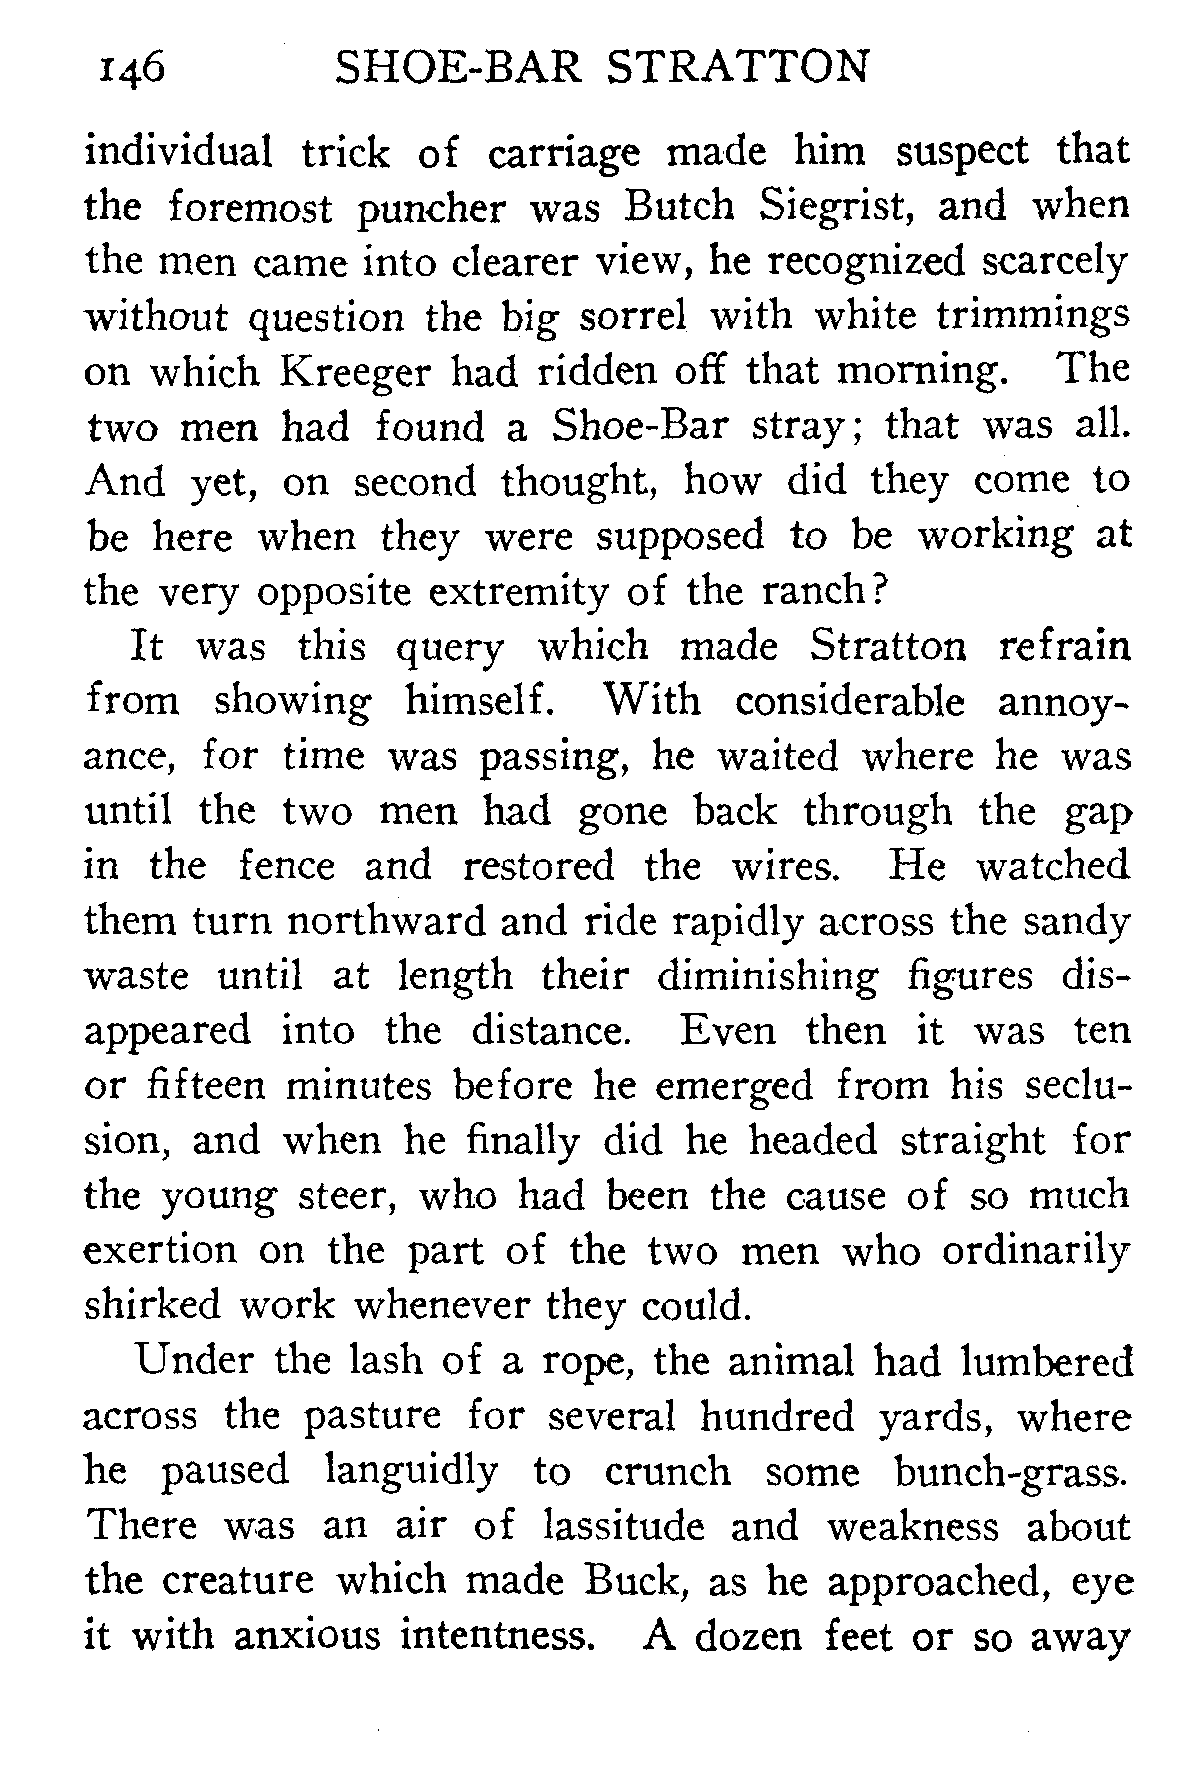 146 SHOE-BAR STRATTON
individual trick of carriage made him suspect that
the foremost puncher was Butch Siegrist, and when
the men came into clearer view, he recognized scarcely
without question the big sorrel with white trimmings
on which Kreeger had ridden off that morning. The
two men had found a Shoe-Bar stray; that was all.
And yet, on second thought, how did they come to
be here when they were supposed to be working at
the very opposite extremity of the ranch?
It was this query which made Stratton refrain
from showing himself. With considerable annoy-
ance, for time was passing, he waited where he was
until the two men had gone back through the gap
in the fence and restored the wires. He watched
them turn northward and ride rapidly across the sandy
waste until at length their diminishing figures dis-
appeared into the distance. Even then it was ten
or fifteen minutes before he emerged from his seclu-
sion, and when he finally did he headed straight for
the young steer, who had been the cause of so much
exertion on the part of the two men who ordinarily
shirked work whenever they could.
Under the lash of a rope, the animal had lumbered
across the pasture for several hundred yards, where
he paused languidly to crunch some bunch-grass.
There was an air of lassitude and weakness about
the creature which made Buck, as he approached, eye
it with anxious intentness. A dozen feet or so away